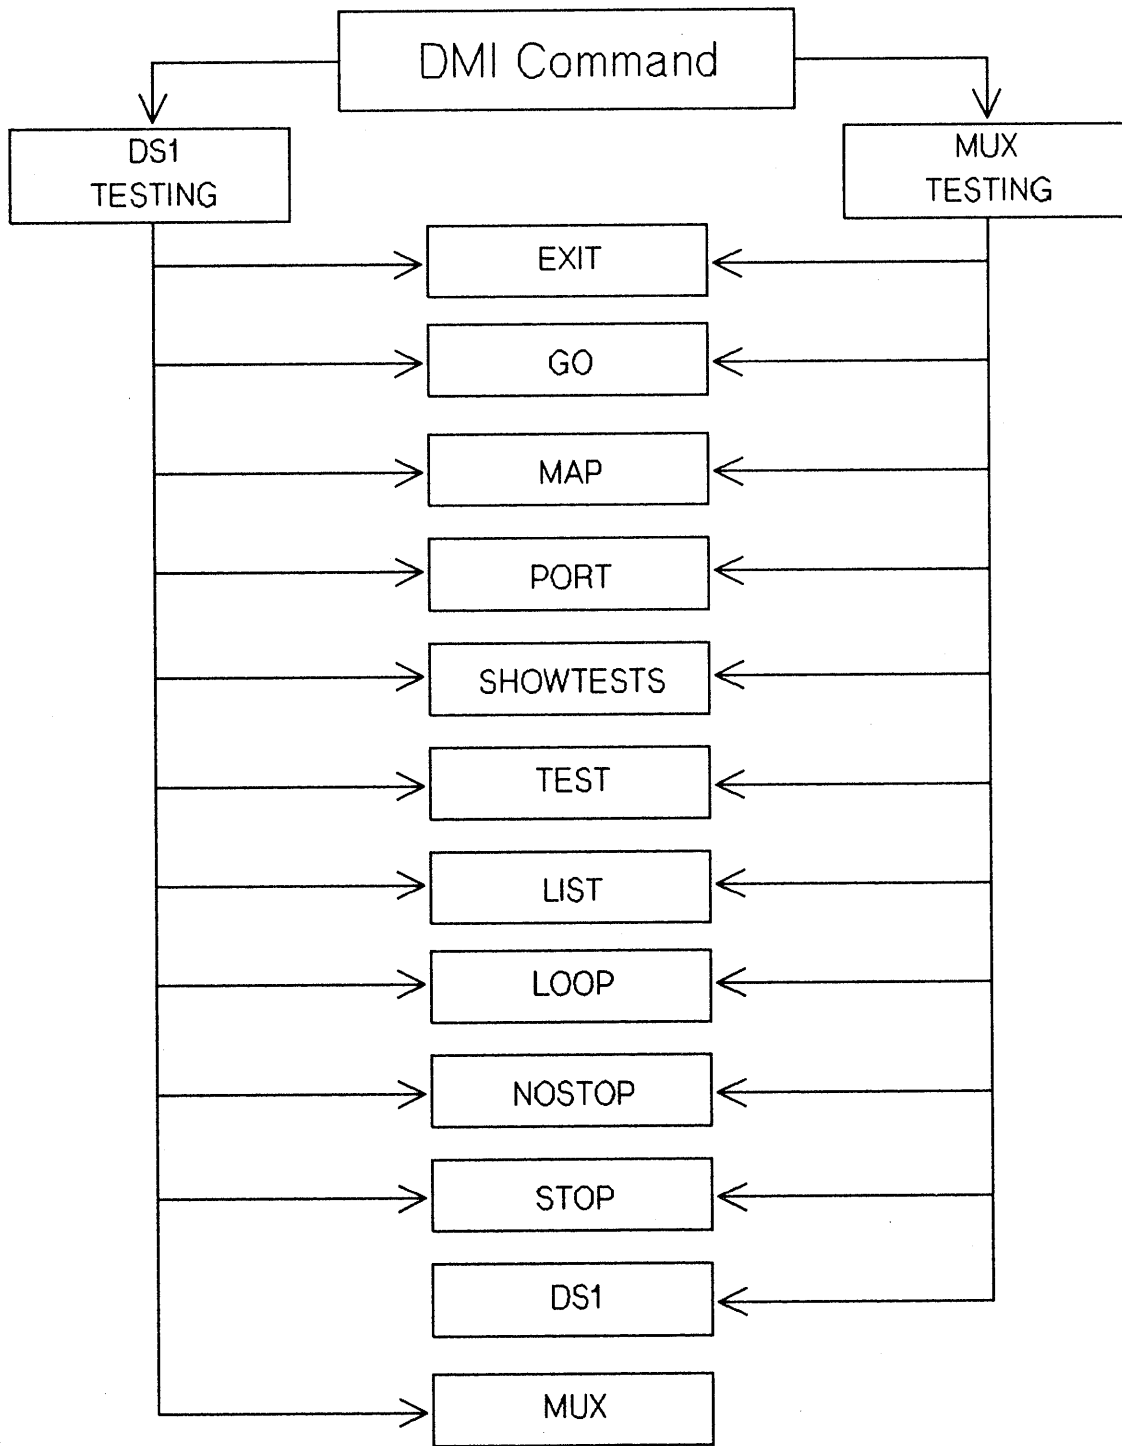 DMI Command
DS1
TESTING
MUX
TESTING
EXIT
GO
MAP
PORT
SHOWTESTS
TEST
LIST
LOOP
NOSTOP
STOP
DS1
MUX